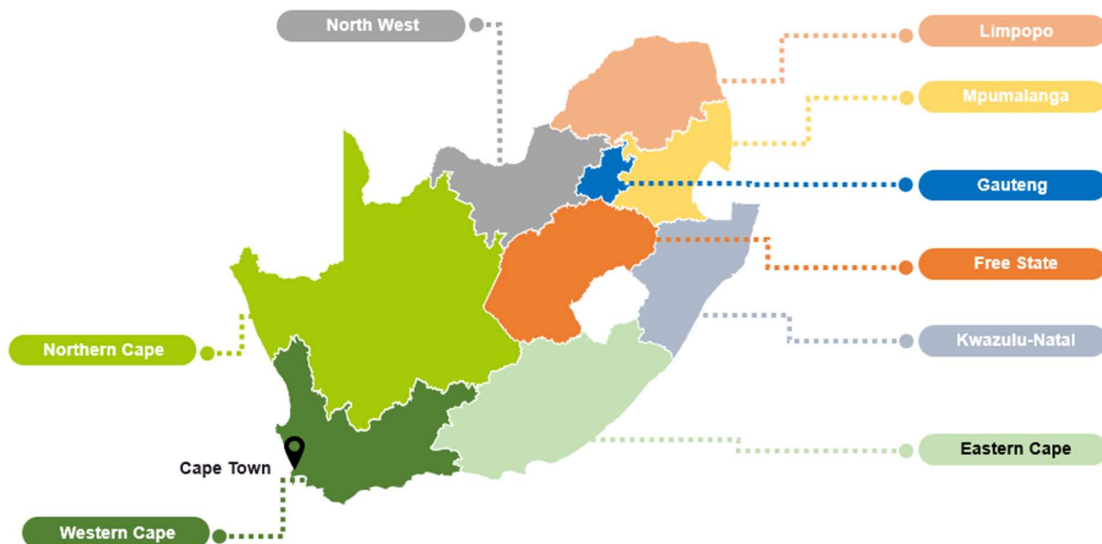 North West
Limpopo
Mpumalanga
Gauteng
Free State
Northern Cape
Kwazulu-Natal
Eastern Cape
Cape Town
Western Cape